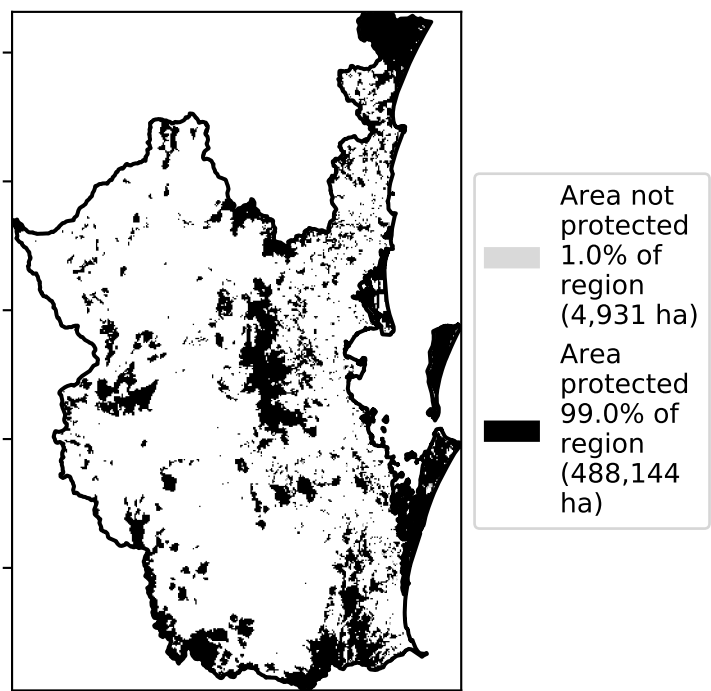 Area not
protected
1.0% of
region
(4,931 ha)
Area
protected
99.0% of
region
(488,144
ha)